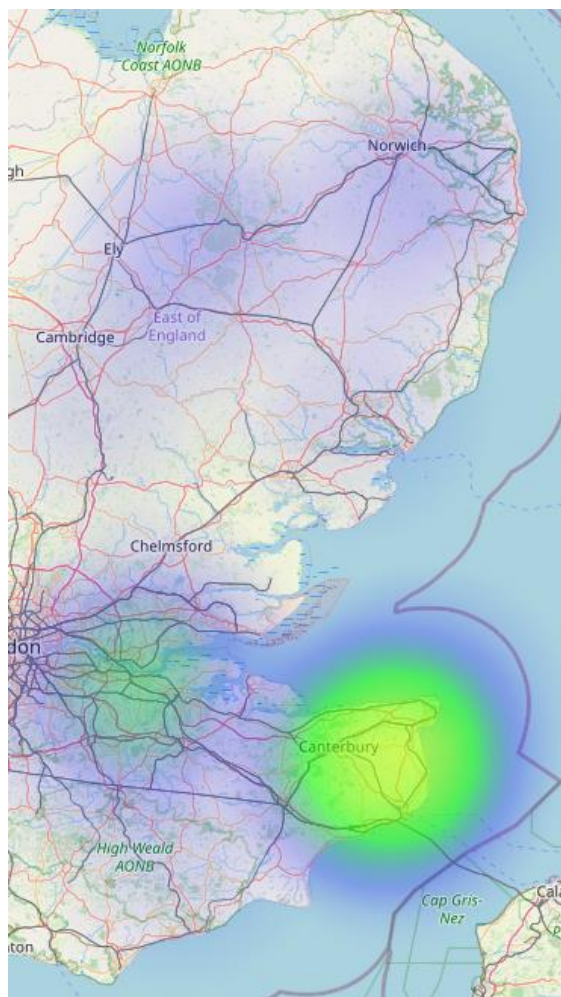 Norfolk
Coast AONB
Norwich
gh
Ely
East of
England
Cambridge
Chelmsford
don
Canterbury
High Weald
AONB
Cap Gris-
Nez
Cala
P
ton